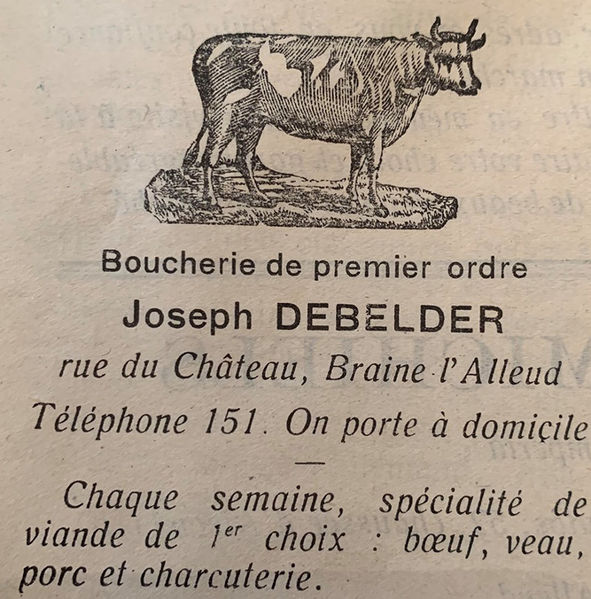 Boucherie de premier ordre
Joseph DEBELDER
rue du Château, Braine-l'Alleud
Téléphone 151. On porte à domicile
—
Chaque semaine, spécialité de
viande de 1er choix : bœuf, veau,
porc et charcuterie.